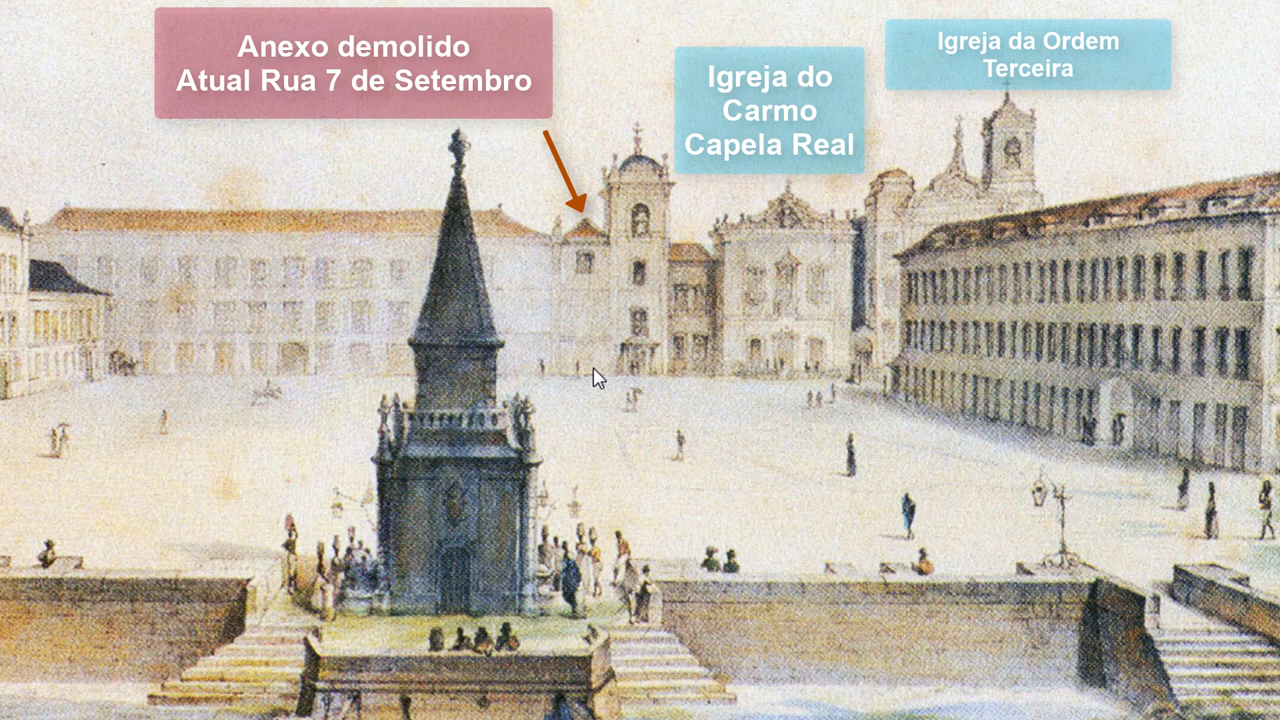 Anexo demolido
Atual Rua 7 de Setembro
Igreja do
Carmo
Capela Real
Igreja da Ordem
Terceira